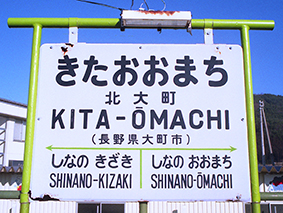 きたおおまち
北大町
KITA-ŌMACHI
(長野県大町市)
しなの きざき
SHINANO-KIZAKI
しなの おおまち
SHINANO-ŌMACHI